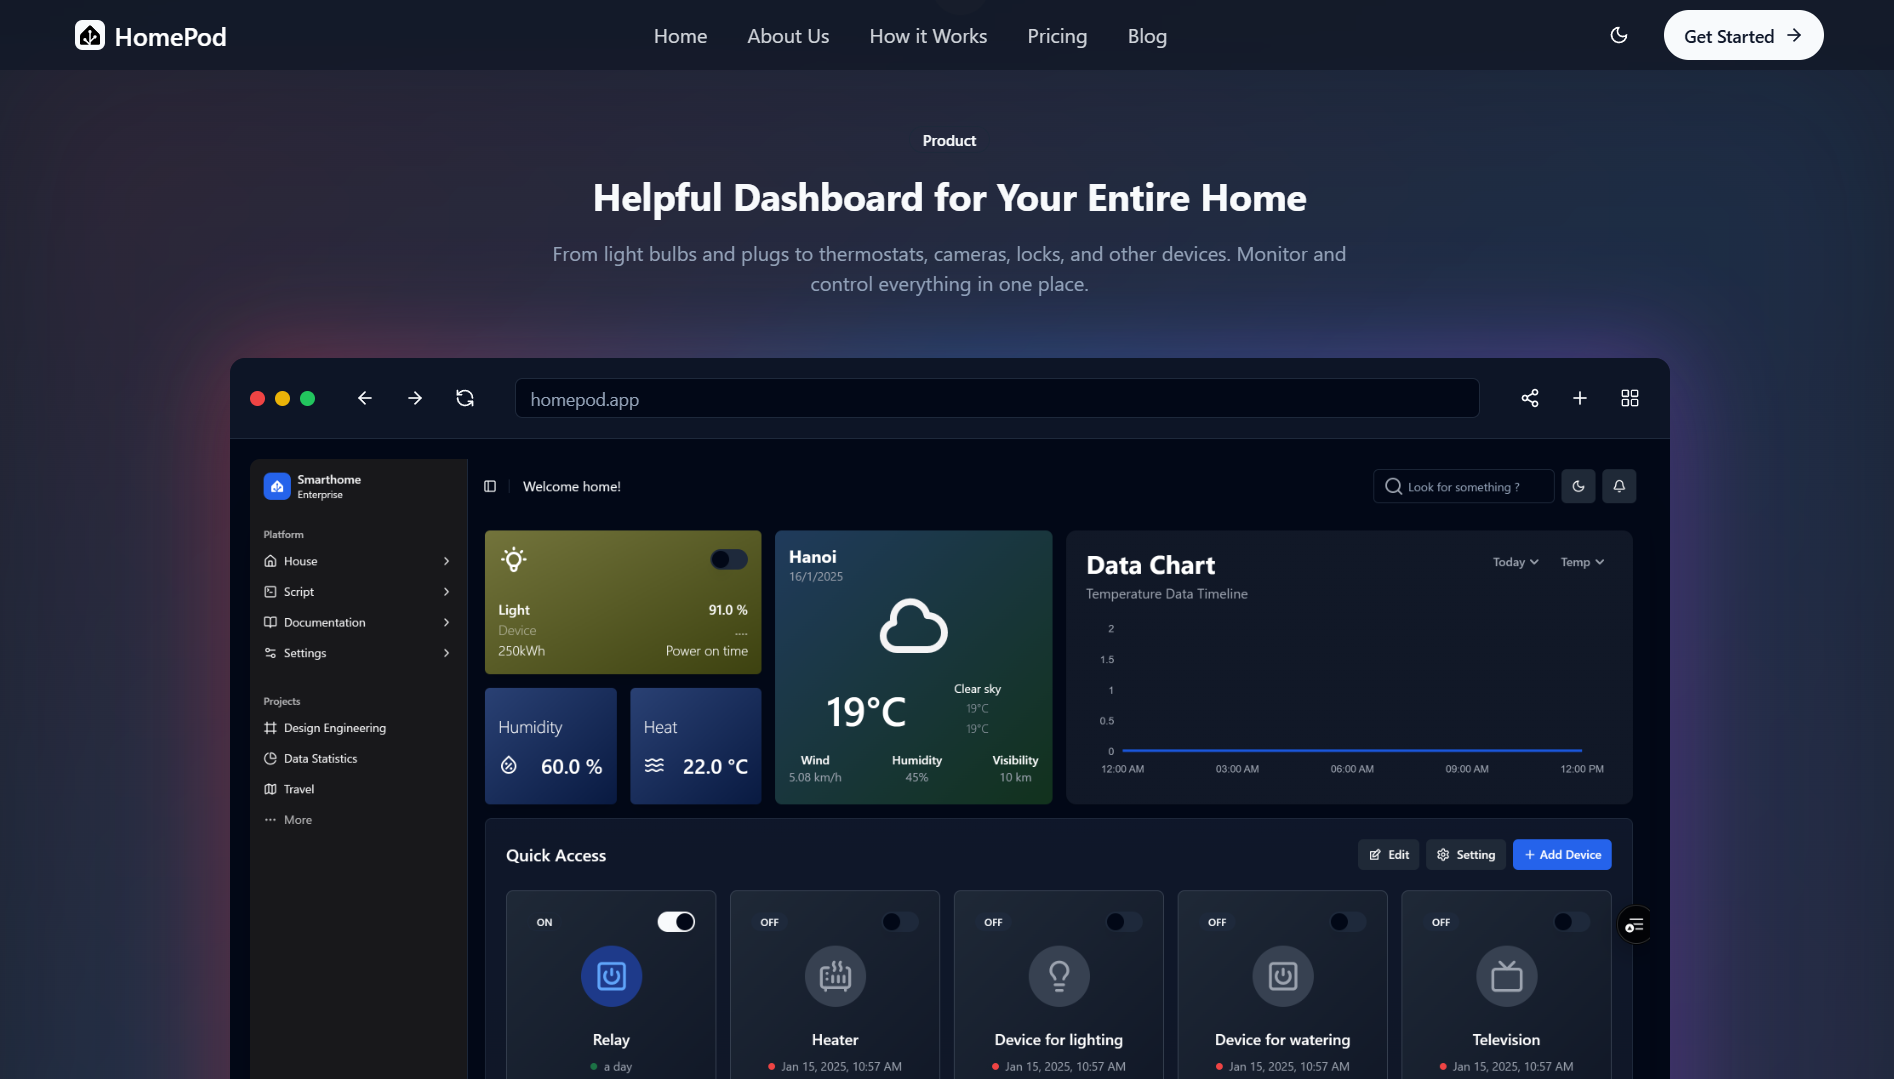 HomePod
Home
About Us
How it Works
Pricing
Blog
Get Started
Product
Helpful Dashboard for Your Entire Home
From light bulbs and plugs to thermostats, cameras, locks, and other devices. Monitor and
control everything in one place.
homepod.app
Smarthome
Enterprise
Platform
House
Script
Documentation
Settings
Projects
Design Engineering
Data Statistics
Travel
More
Welcome home!
Look for something ?
Light
91.0 %
Device
....
250kWh
Power on time
Humidity
60.0 %
Heat
22.0 °C
Hanoi
16/1/2025
19°C
Clear sky
19°C
19°C
Wind
5.08 km/h
Humidity
45%
Visibility
10 km
Data Chart
Temperature Data Timeline
Today
Temp
2
1.5
1
0.5
0
12:00 AM
03:00 AM
06:00 AM
09:00 AM
12:00 PM
Quick Access
Edit
Setting
+ Add Device
ON
Relay
a day
OFF
Heater
Jan 15, 2025, 10:57 AM
OFF
Device for lighting
Jan 15, 2025, 10:57 AM
OFF
Device for watering
Jan 15, 2025, 10:57 AM
OFF
Television
Jan 15, 2025, 10:57 AM